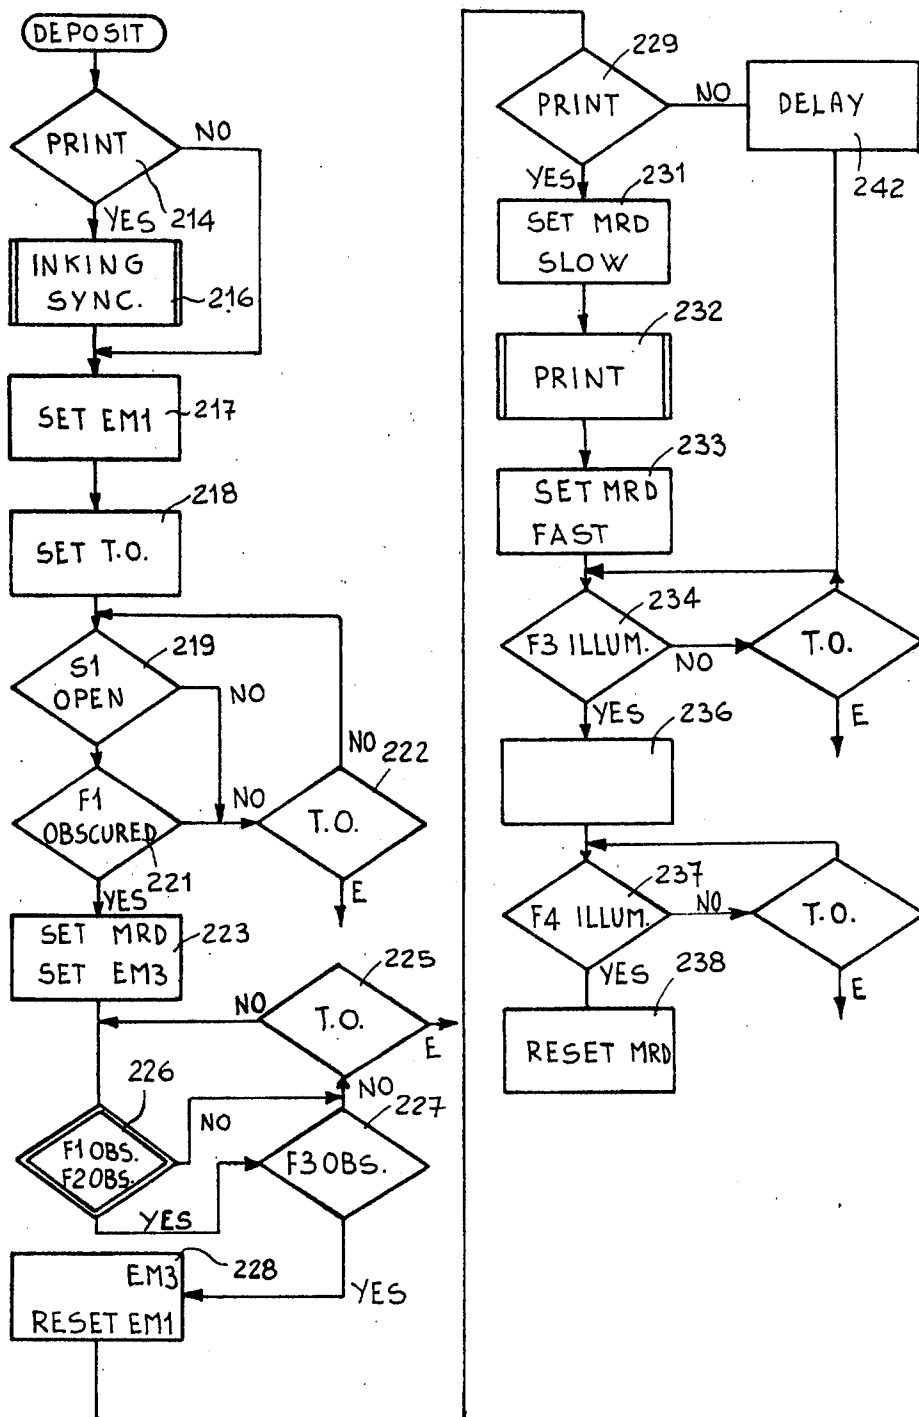 DEPOSIT
PRINT
NO
YES
214
INKING
SYNC.
216
SET EM1
217
218
SET T.O.
219
S1
OPEN
NO
NO
222
F1
OBSCURED
NO
T.O.
221
YES
E
SET MRD
SET EM3
223
225
NO
T.O.
E
226
NO
NO
227
F1 OBS.
F2 OBS.
F3 OBS.
YES
228
EM3
RESET EM1
YES
229
PRINT
NO
DELAY
242
YES
231
SET MRD
SLOW
232
PRINT
233
SET MRD
FAST
234
F3 ILLUM.
NO
T.O.
YES
E
236
237
F4 ILLUM.
NO
T.O.
YES
E
238
RESET MRD